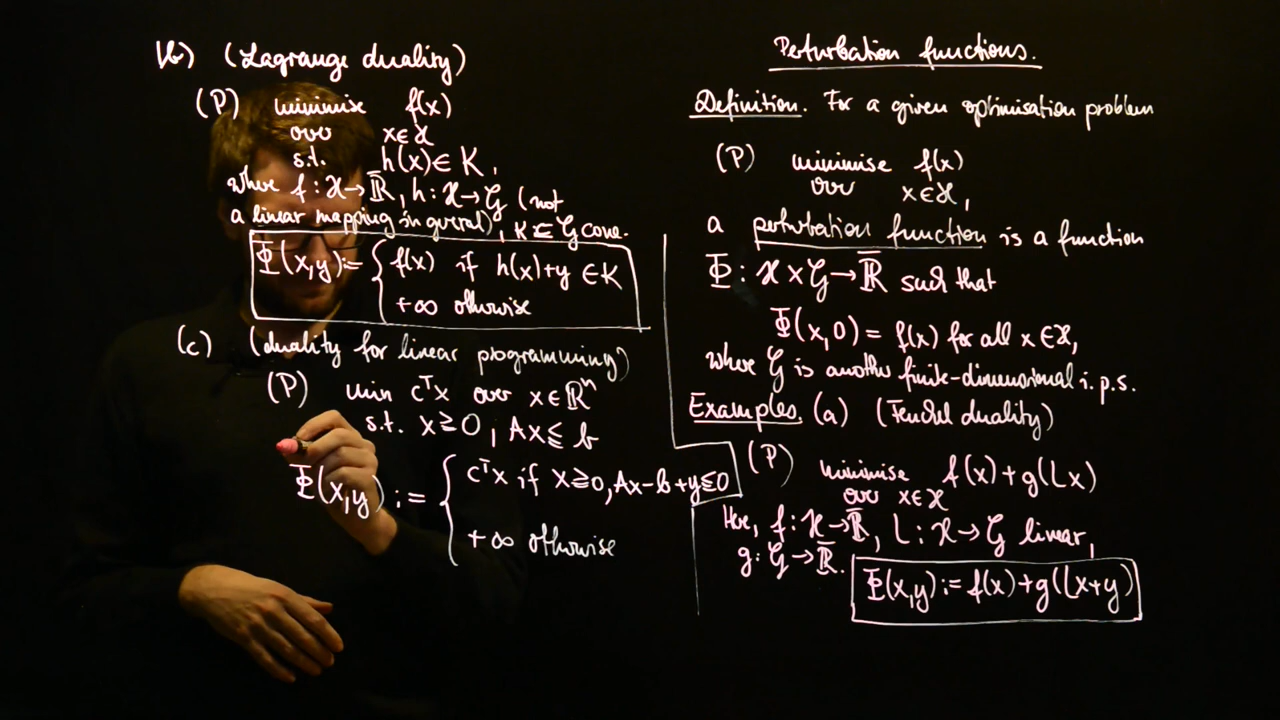 Perturbation functions.
Definition. For a given optimisation problem
(P) minimise f(x)
over x∈𝒳,
a perturbation function is a function
Φ : 𝒳 × 𝒢 → ℝ̄ such that
Φ(x,0) = f(x) for all x∈𝒳,
where 𝒢 is another finite-dimensional i.p.s.
Examples. (a) (Fenchel duality)
(P) minimise f(x)+g(Lx)
over x∈𝒳
Here, f: 𝒳→ℝ̄, L: 𝒳→𝒢 linear,
g: 𝒢→ℝ̄. Φ(x,y) := f(x)+g(Lx+y)
(b) (Lagrange duality)
(P) minimise f(x)
over x∈𝒳
s.t. h(x)∈K,
where f: 𝒳→ℝ̄, h: 𝒳→𝒢 (not
a linear mapping in general), K⊆𝒢 cone.
Φ(x,y) := { f(x) if h(x)+y ∈K
+∞ otherwise
(c) (duality for linear programming)
(P) min cᵀx over x∈ℝⁿ
s.t. x≥0, Ax≤b
Φ(x,y) := { cᵀx if x≥0, Ax-b+y≤0
+∞ otherwise